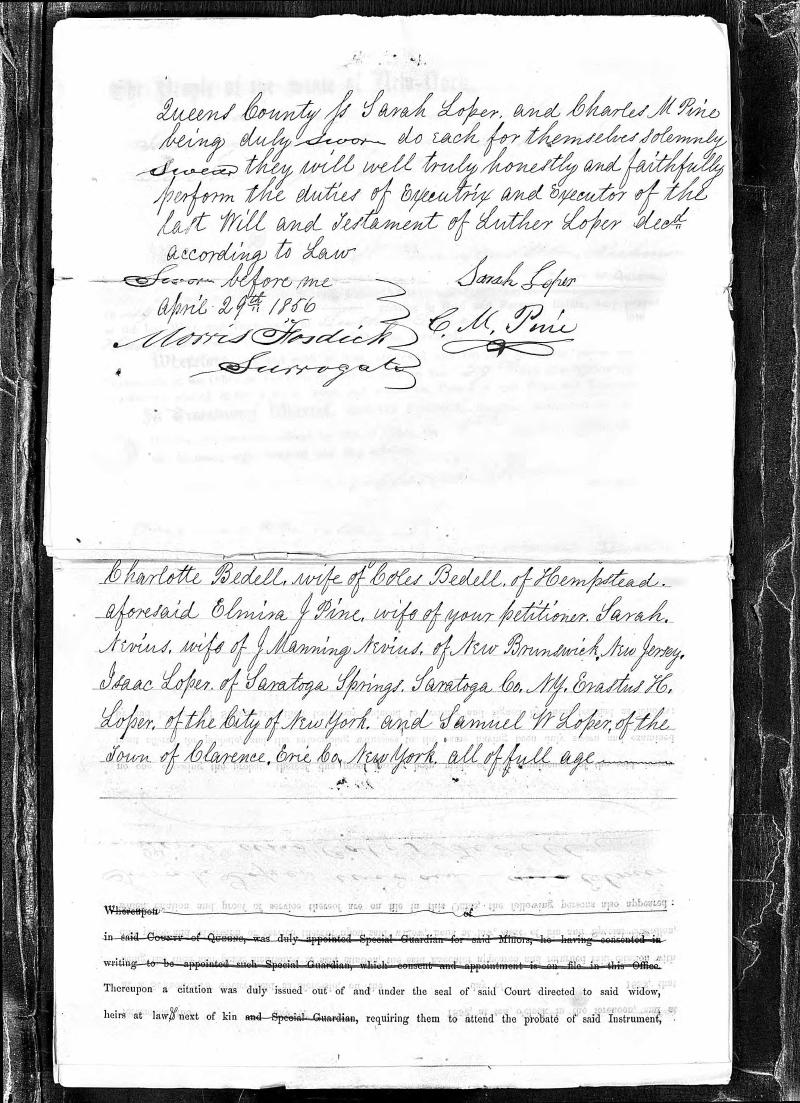 Queens County ss Sarah Loper, and Charles M Pine
being duly sworn do each for themselves solemnly
swear they will well truly honestly and faithfully
perform the duties of Executrix and Executor of the
last Will and Testament of Luther Loper decd
according to Law
Sworn before me
April 29th 1856
Morris Fosdick
Surrogate
Sarah Loper
C. M. Pine
Charlotte Bedell, wife of Coles Bedell, of Hempstead.
aforesaid Elmira J Pine, wife of your petitioner. Sarah.
Nevius, wife of J Manning Nevius, of New Brunswick, New Jersey.
Isaac Loper, of Saratoga Springs. Saratoga Co, NY. Erastus H.
Loper, of the City of New York. and Samuel W Loper, of the
Town of Clarence, Erie Co, New York, all of full age
Whereupon of
in said County of Queens, was duly appointed Special Guardian for said Minors, he having consented in
writing to be appointed such Special Guardian, which consent and appointment is on file in this Office.
Thereupon a citation was duly issued out of and under the seal of said Court directed to said widow,
heirs at law, & next of kin and Special Guardian, requiring them to attend the probate of said Instrument,